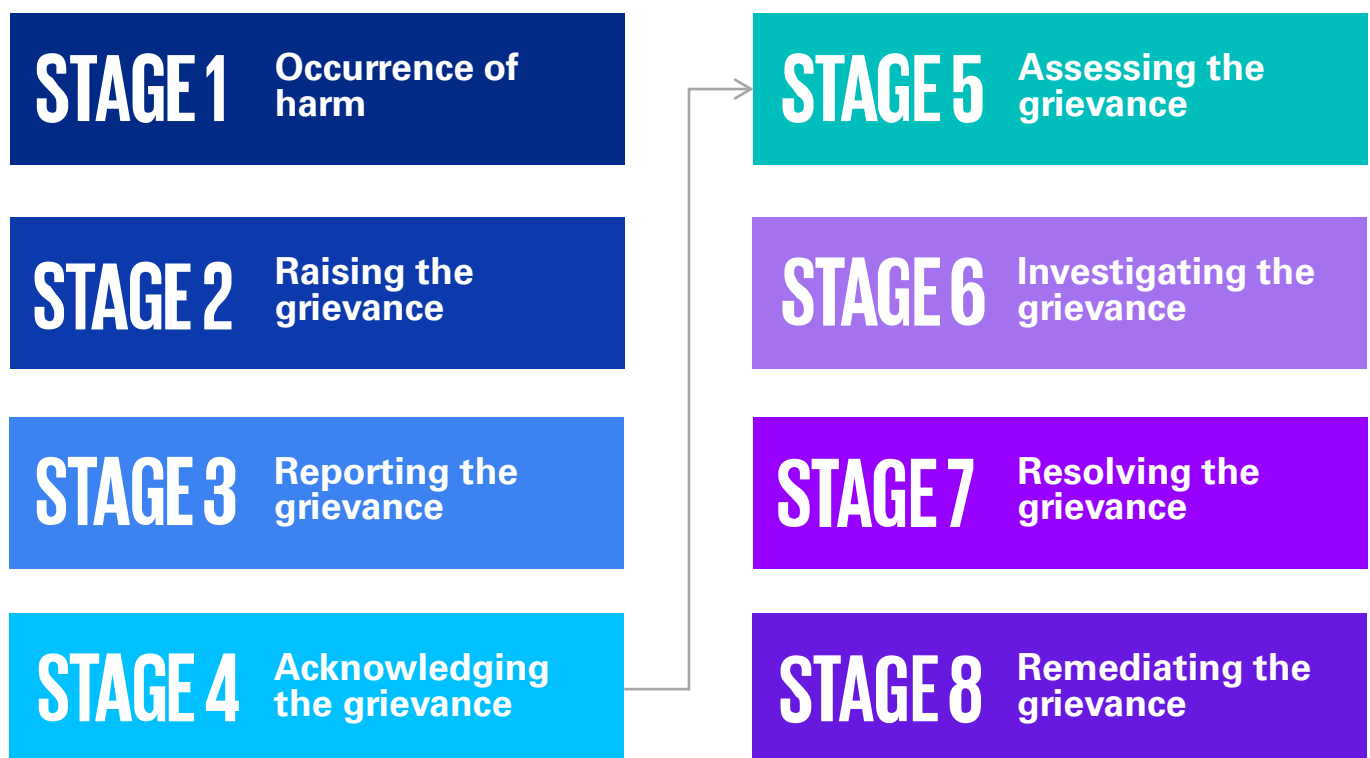 STAGE 1
Occurrence of
harm
STAGE 2
Raising the
grievance
STAGE 3
Reporting the
grievance
STAGE 4
Acknowledging
the grievance
STAGE 5
Assessing the
grievance
STAGE 6
Investigating the
grievance
STAGE 7
Resolving the
grievance
STAGE 8
Remediating the
grievance